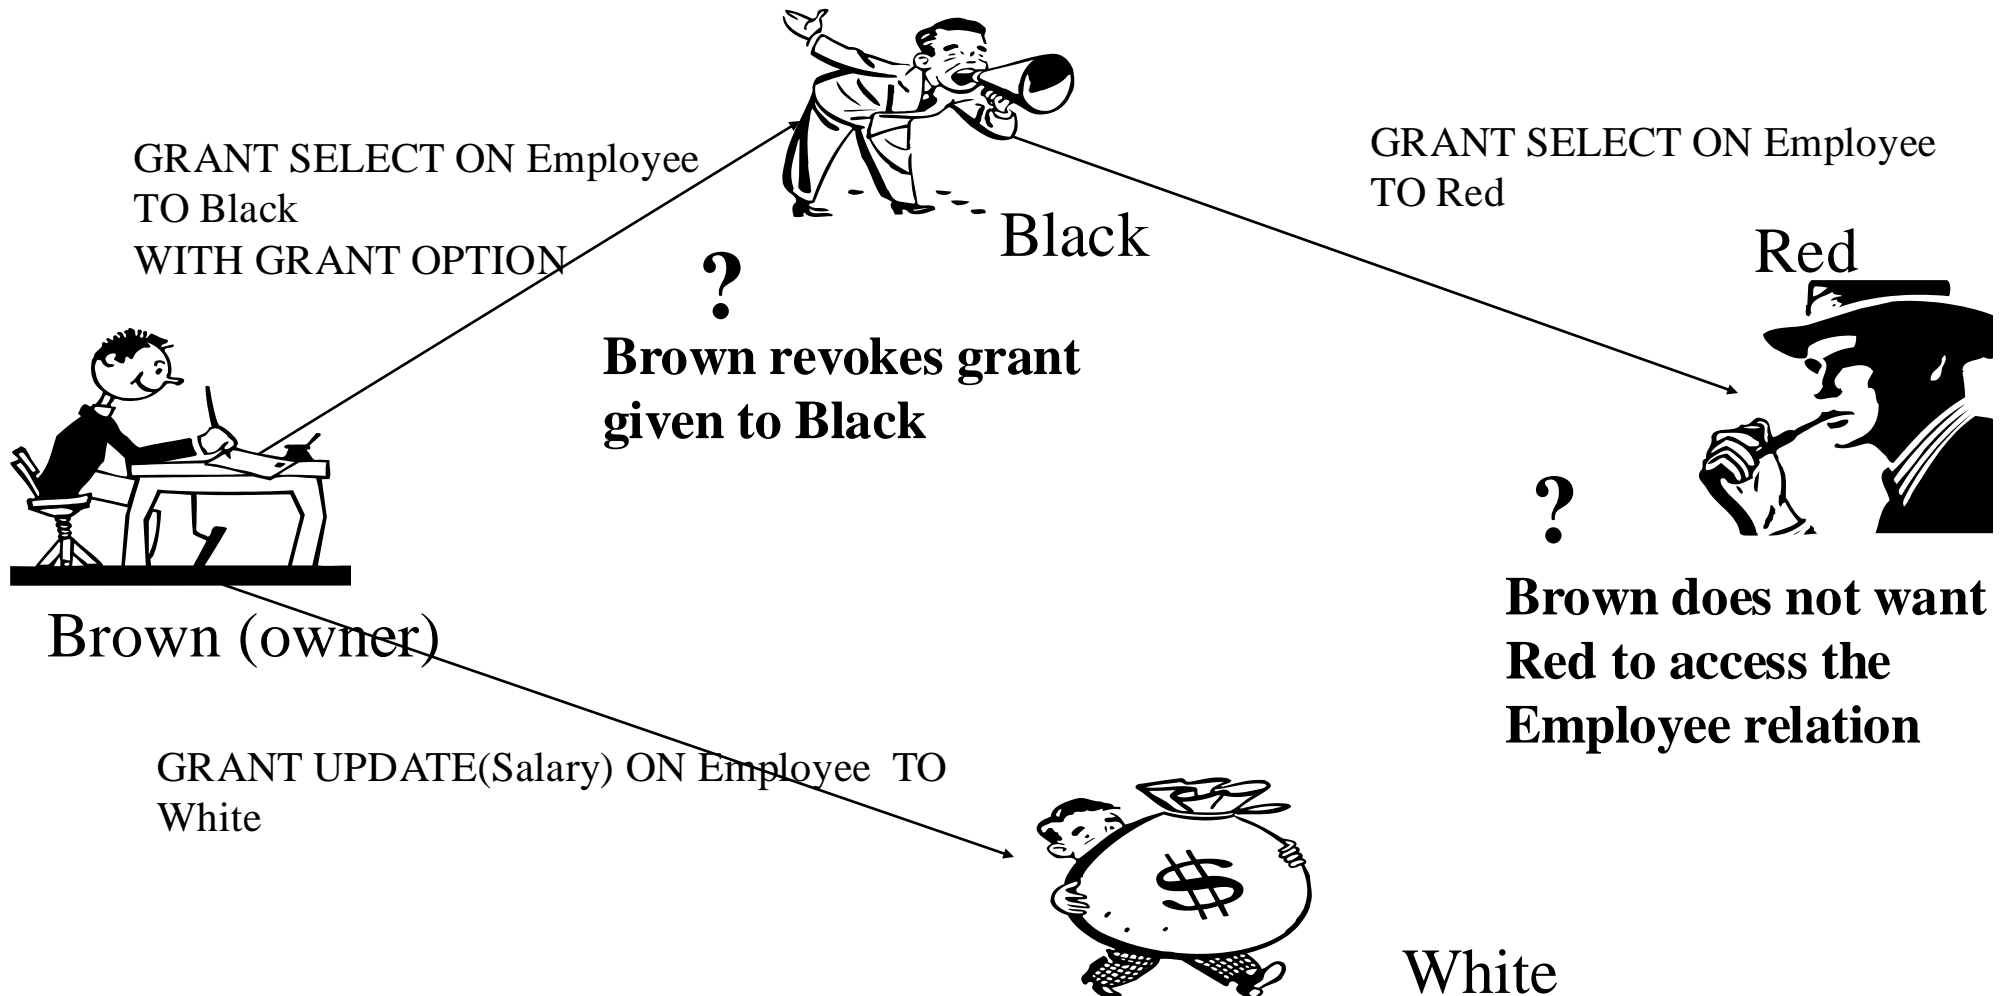 GRANT SELECT ON Employee
TO Black
WITH GRANT OPTION
Black
GRANT SELECT ON Employee
TO Red
Red
?
Brown revokes grant
given to Black
?
Brown does not want
Red to access the
Employee relation
Brown (owner)
GRANT UPDATE(Salary) ON Employee TO
White
$
White